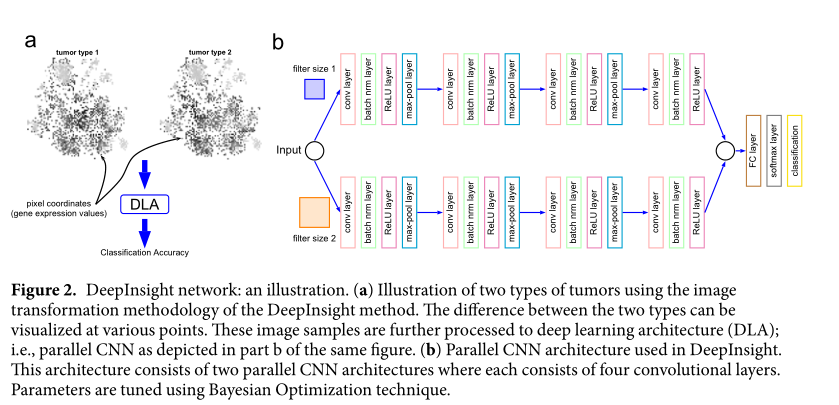 a
tumor type 1
tumor type 2
pixel coordinates
(gene expression values)
DLA
Classification Accuracy
b
filter size 1
Input
filter size 2
conv layer
batch nrm layer
ReLU layer
max-pool layer
conv layer
batch nrm layer
ReLU layer
max-pool layer
conv layer
batch nrm layer
ReLU layer
max-pool layer
conv layer
batch nrm layer
ReLU layer
conv layer
batch nrm layer
ReLU layer
max-pool layer
conv layer
batch nrm layer
ReLU layer
max-pool layer
conv layer
batch nrm layer
ReLU layer
max-pool layer
conv layer
batch nrm layer
ReLU layer
FC layer
softmax layer
classification
Figure 2. DeepInsight network: an illustration. (a) Illustration of two types of tumors using the image
transformation methodology of the DeepInsight method. The difference between the two types can be
visualized at various points. These image samples are further processed to deep learning architecture (DLA);
i.e., parallel CNN as depicted in part b of the same figure. (b) Parallel CNN architecture used in DeepInsight.
This architecture consists of two parallel CNN architectures where each consists of four convolutional layers.
Parameters are tuned using Bayesian Optimization technique.